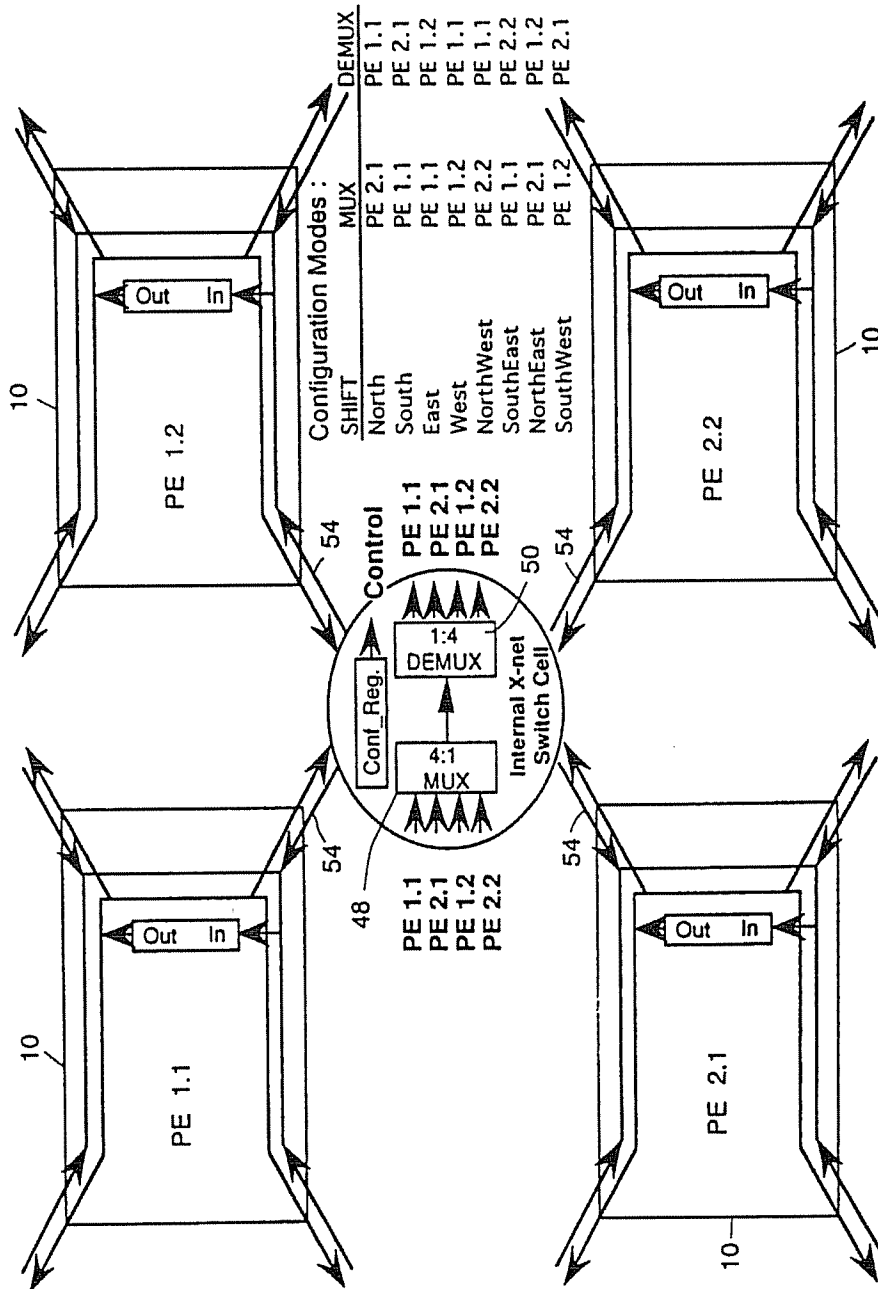 10
PE 1.1
Out
In
54
10
PE 1.2
Out
In
54
Configuration Modes :
SHIFT MUX DEMUX
North PE 2.1 PE 1.1
South PE 1.1 PE 2.1
East PE 1.1 PE 1.2
West PE 1.2 PE 1.1
NorthWest PE 2.2 PE 1.1
SouthEast PE 1.1 PE 2.2
NorthEast PE 2.1 PE 1.2
SouthWest PE 1.2 PE 2.1
48
Conf_Reg.
Control
PE 1.1
PE 2.1
PE 1.2
PE 2.2
4:1
MUX
1:4
DEMUX
PE 1.1
PE 2.1
PE 1.2
PE 2.2
50
Internal X-net
Switch Cell
54
PE 2.1
Out
In
10
54
PE 2.2
Out
In
10